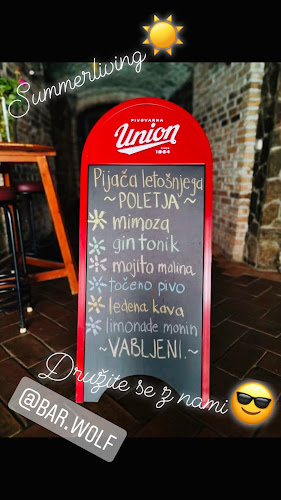 Summerliving
PIVOVARNA
Union
SINCE
1864
Pijača letošnjega
~ POLETJA ~
mimoza
gin tonik
mojito malina
točeno pivo
ledena kava
limonade monin
~VABLJENI~
Družite se z nami
@BAR.WOLF